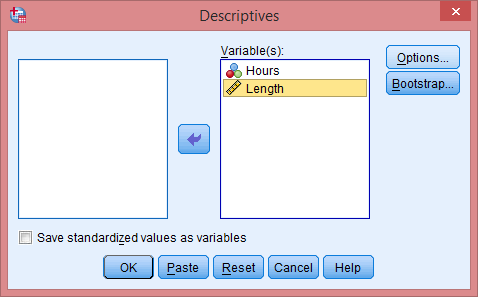 Descriptives
Variable(s):
Hours
Length
Options...
Bootstrap...
Save standardized values as variables
OK Paste Reset Cancel Help